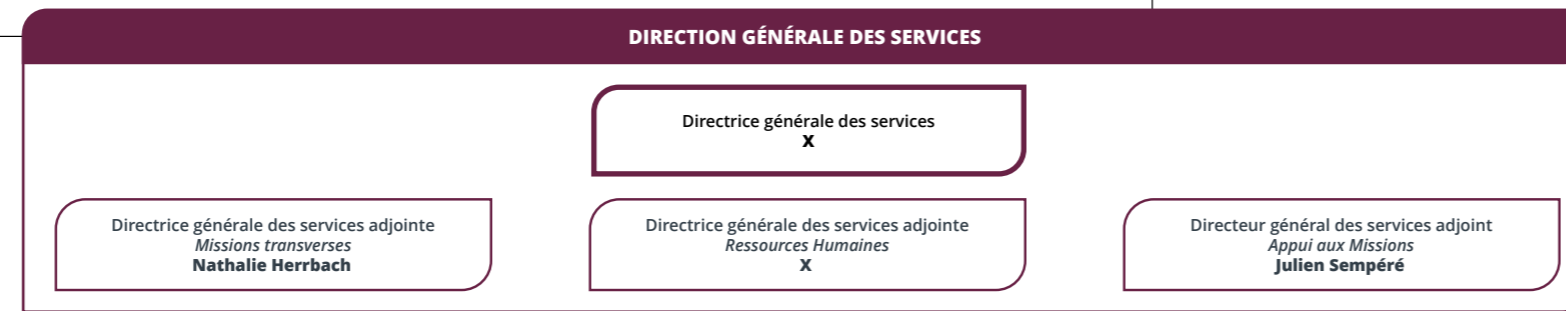 DIRECTION GÉNÉRALE DES SERVICES
Directrice générale des services
X
Directrice générale des services adjointe
Missions transverses
Nathalie Herrbach
Directrice générale des services adjointe
Ressources Humaines
X
Directeur général des services adjoint
Appui aux Missions
Julien Sempéré